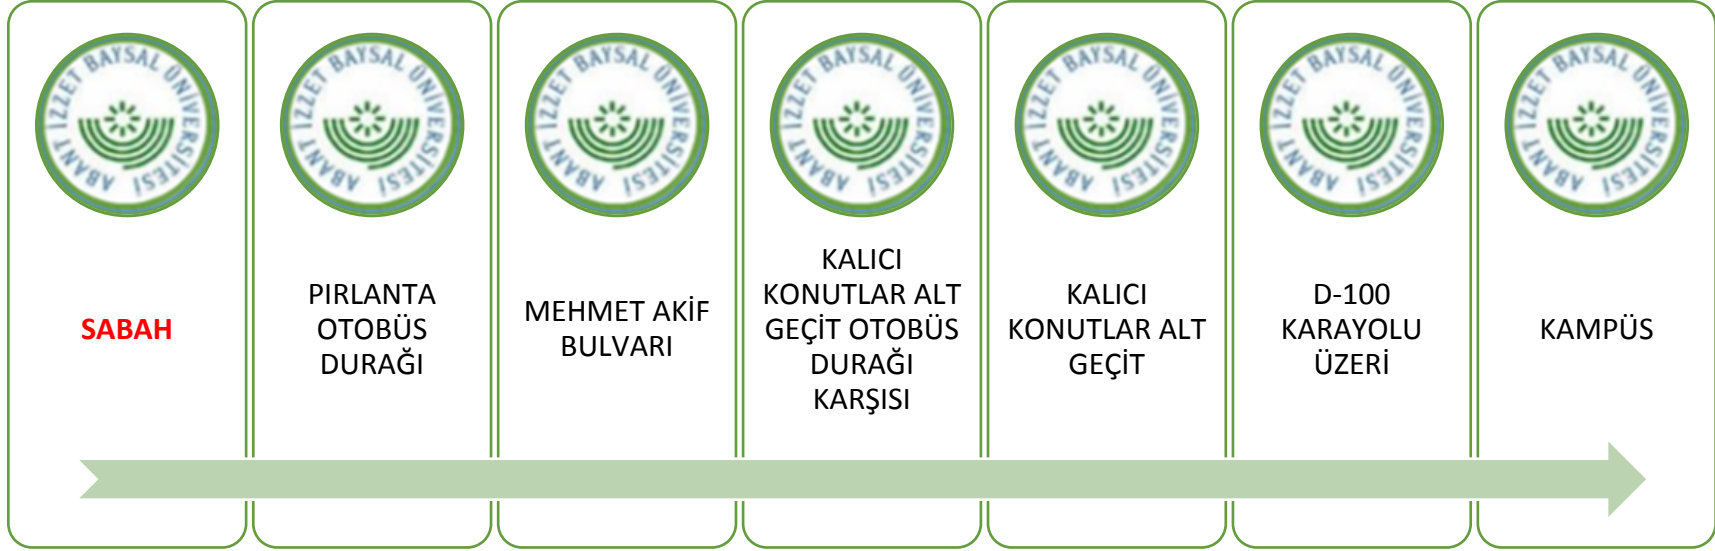 ABANT İZZET BAYSAL ÜNİVERSİTESİ
SABAH
ABANT İZZET BAYSAL ÜNİVERSİTESİ
PIRLANTA
OTOBÜS
DURAĞI
ABANT İZZET BAYSAL ÜNİVERSİTESİ
MEHMET AKİF
BULVARI
ABANT İZZET BAYSAL ÜNİVERSİTESİ
KALICI
KONUTLAR ALT
GEÇİT OTOBÜS
DURAĞI
KARŞISI
ABANT İZZET BAYSAL ÜNİVERSİTESİ
KALICI
KONUTLAR ALT
GEÇİT
ABANT İZZET BAYSAL ÜNİVERSİTESİ
D-100
KARAYOLU
ÜZERİ
ABANT İZZET BAYSAL ÜNİVERSİTESİ
KAMPÜS